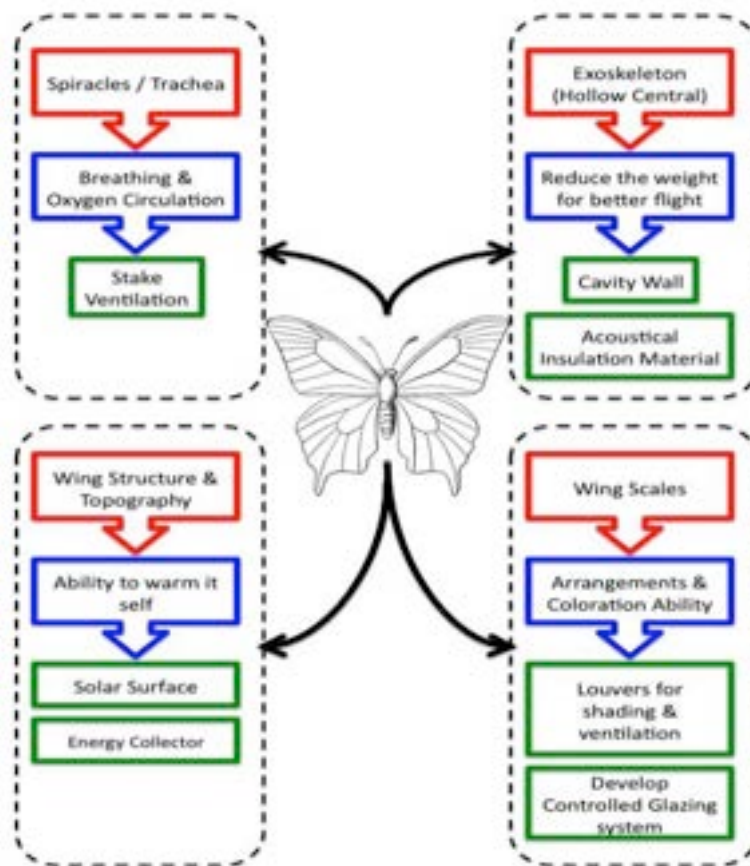 Spiracles / Trachea
Breathing &
Oxygen Circulation
Stake
Ventilation
Exoskeleton
(Hollow Central)
Reduce the weight
for better flight
Cavity Wall
Acoustical
Insulation Material
Wing Structure &
Topography
Ability to warm it
self
Solar Surface
Energy Collector
Wing Scales
Arrangements &
Coloration Ability
Louvers for
shading &
ventilation
Develop
Controlled Glazing
system